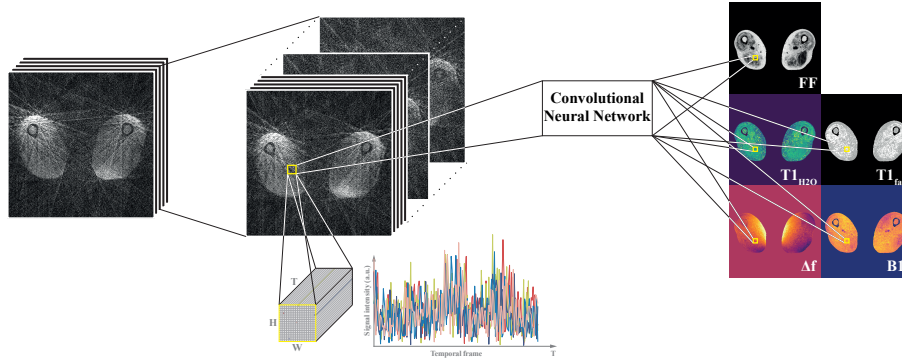 Convolutional
Neural Network
FF
T1H2O
T1fa
Δf
B1
T
H
W
Signal intensity (a.u.)
Temporal frame
T